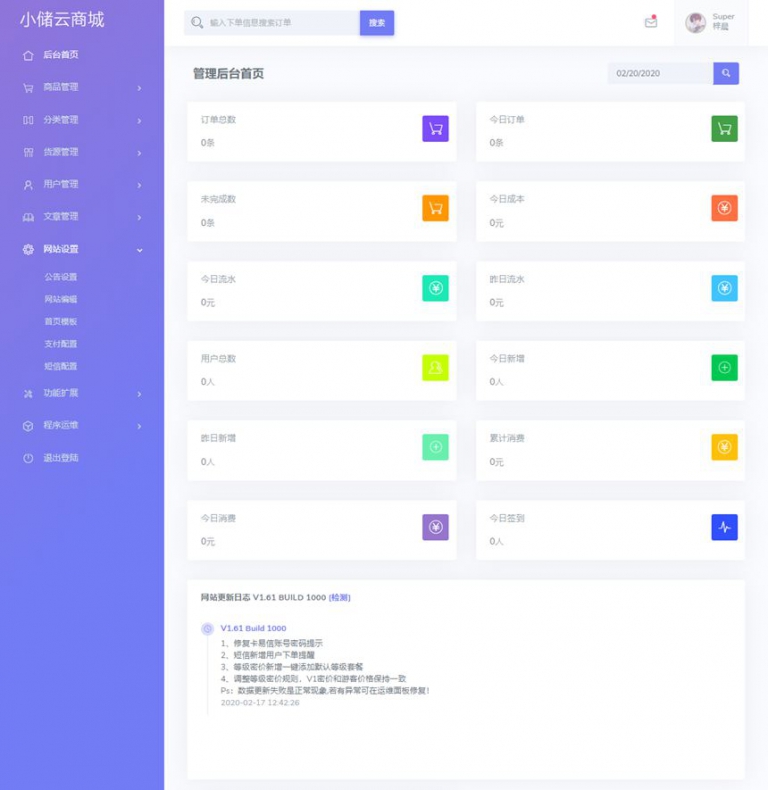 小储云商城
输入下单信息搜索订单
搜索
Super
后台首页
商品管理
分类管理
货源管理
用户管理
文章管理
网站设置
公告设置
网站编辑
首页模板
支付配置
短信配置
功能扩展
程序运维
退出登陆
管理后台首页
02/20/2020
订单总数
0条
今日订单
0条
未完成数
0条
今日成本
0元
今日流水
0元
昨日流水
0元
用户总数
0人
今日新增
0人
昨日新增
0人
累计消费
0元
今日消费
0元
今日签到
0人
网站更新日志 V1.61 BUILD 1000 [检测]
V1.61 Build 1000
1、修复卡易信账号密码提示
2、短信新增用户下单提醒
3、等级密价新增一键添加默认等级套餐
4、调整等级密价规则，V1密价和游客价格保持一致
Ps：数据更新失败是正常现象,若有异常可在运维面板修复！
2020-02-17 12:42:26